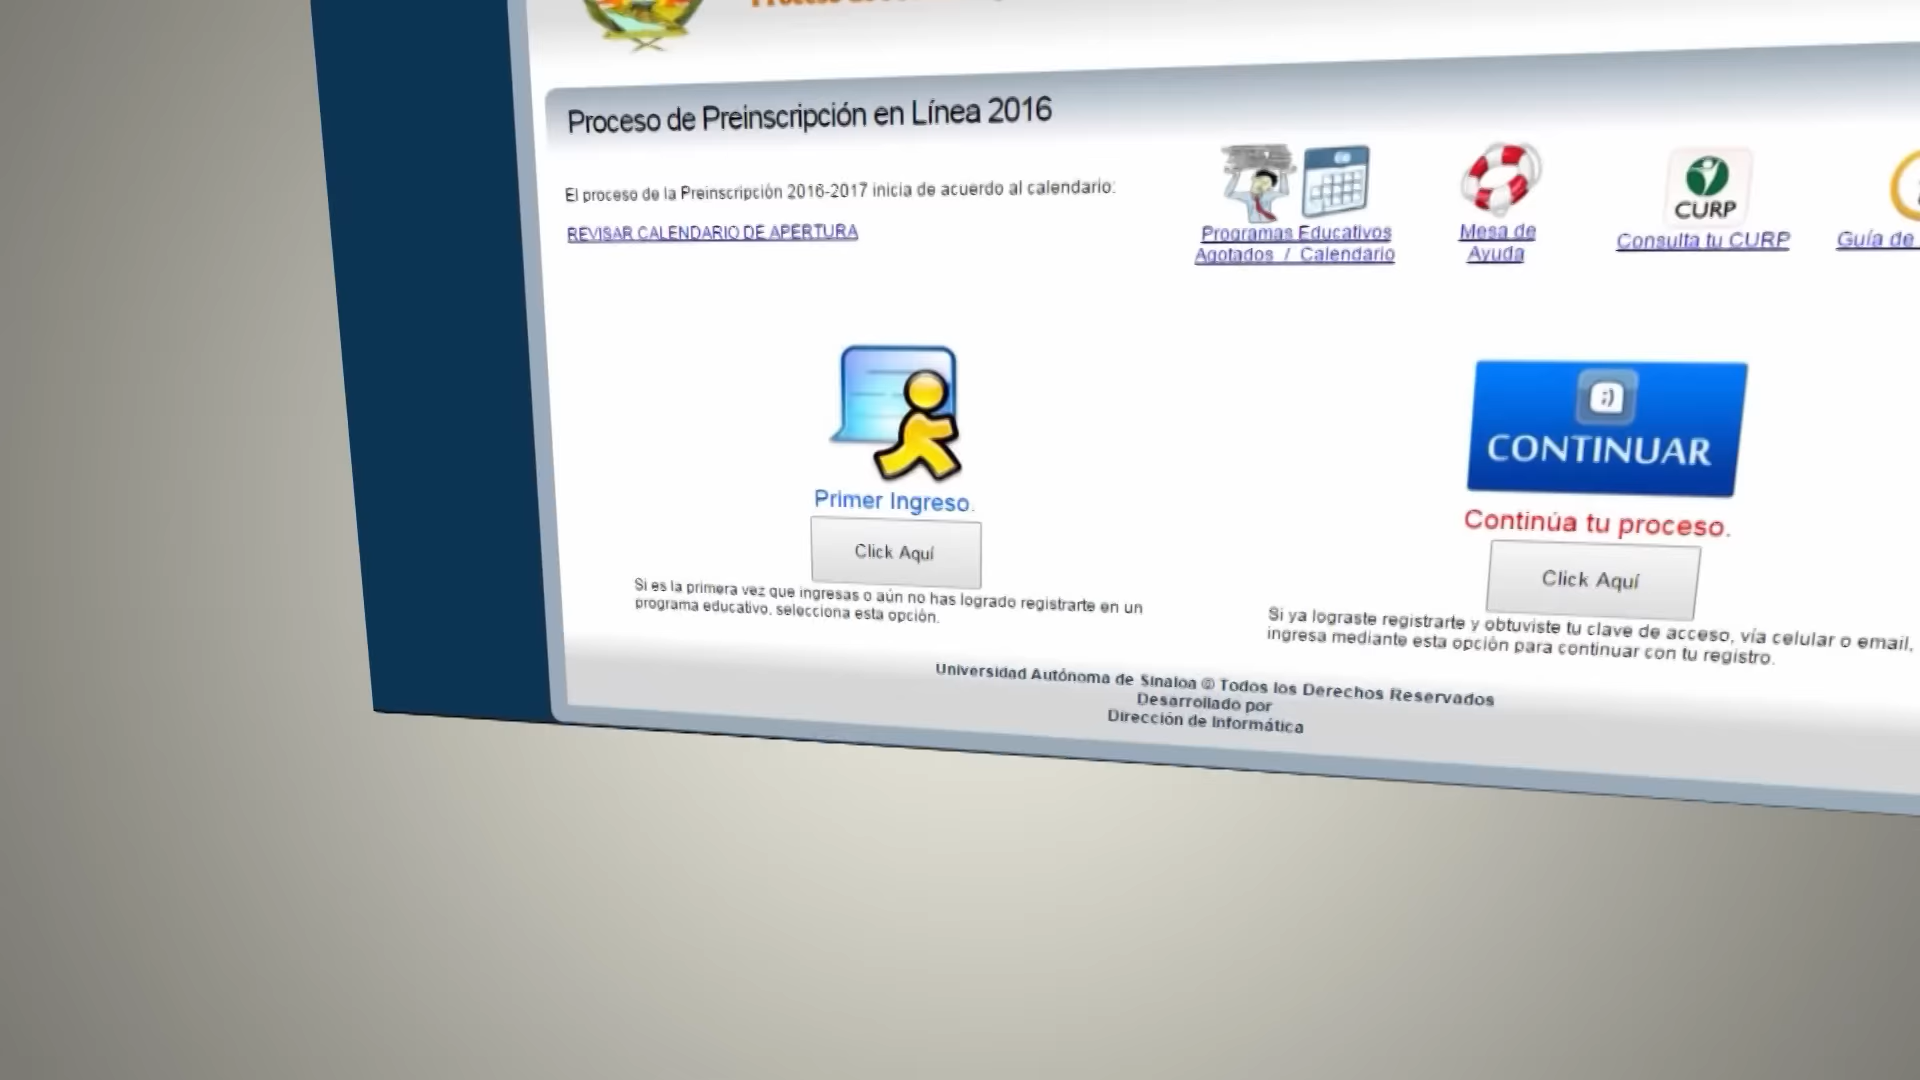 Proceso de Preinscripción en Línea 2016
El proceso de la Preinscripción 2016-2017 inicia de acuerdo al calendario:
REVISAR CALENDARIO DE APERTURA
Programas Educativos
Agotados / Calendario
Mesa de
Ayuda
CURP
Consulta tu CURP
Guía de
;)
CONTINUAR
Primer Ingreso.
Click Aquí
Si es la primera vez que ingresas o aún no has logrado registrarte en un
programa educativo, selecciona esta opción.
Continúa tu proceso.
Click Aquí
Si ya lograste registrarte y obtuviste tu clave de acceso, vía celular o email,
ingresa mediante esta opción para continuar con tu registro.
Universidad Autónoma de Sinaloa © Todos los Derechos Reservados
Desarrollado por
Dirección de Informática